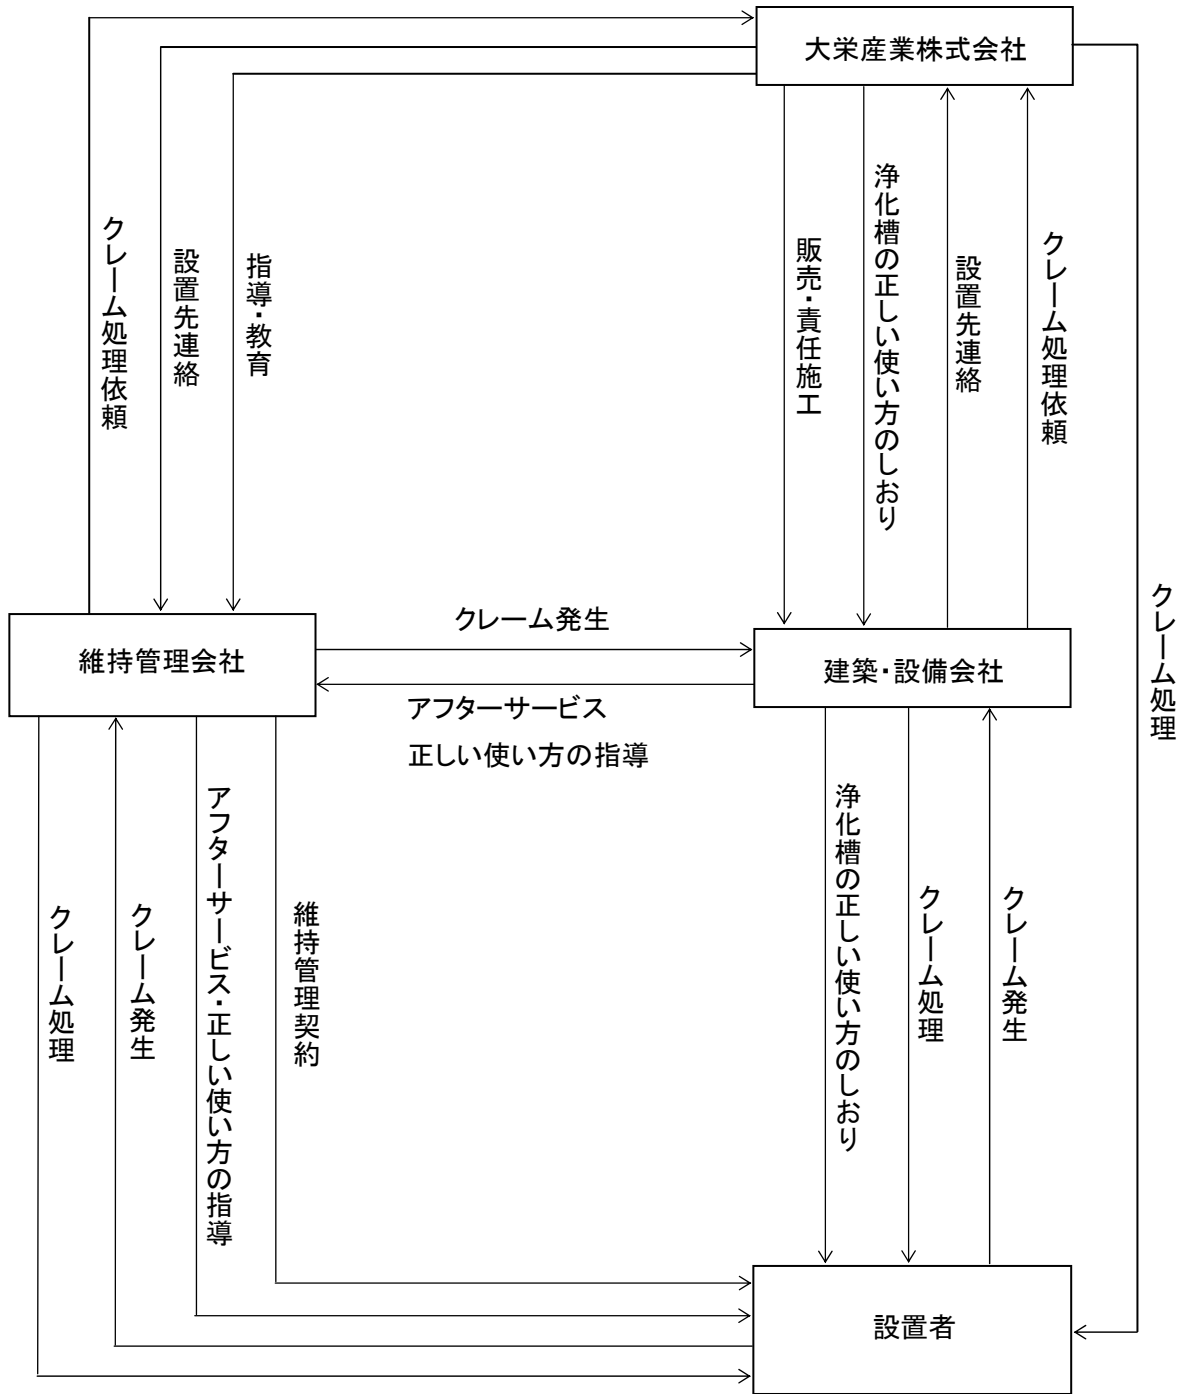 大栄産業株式会社
クレーム処理依頼
設置先連絡
指導・教育
販売・責任施工
浄化槽の正しい使い方のしおり
設置先連絡
クレーム処理依頼
クレーム処理
維持管理会社
クレーム発生
アフターサービス
正しい使い方の指導
建築・設備会社
クレーム処理
クレーム発生
アフターサービス・正しい使い方の指導
維持管理契約
浄化槽の正しい使い方のしおり
クレーム処理
クレーム発生
設置者